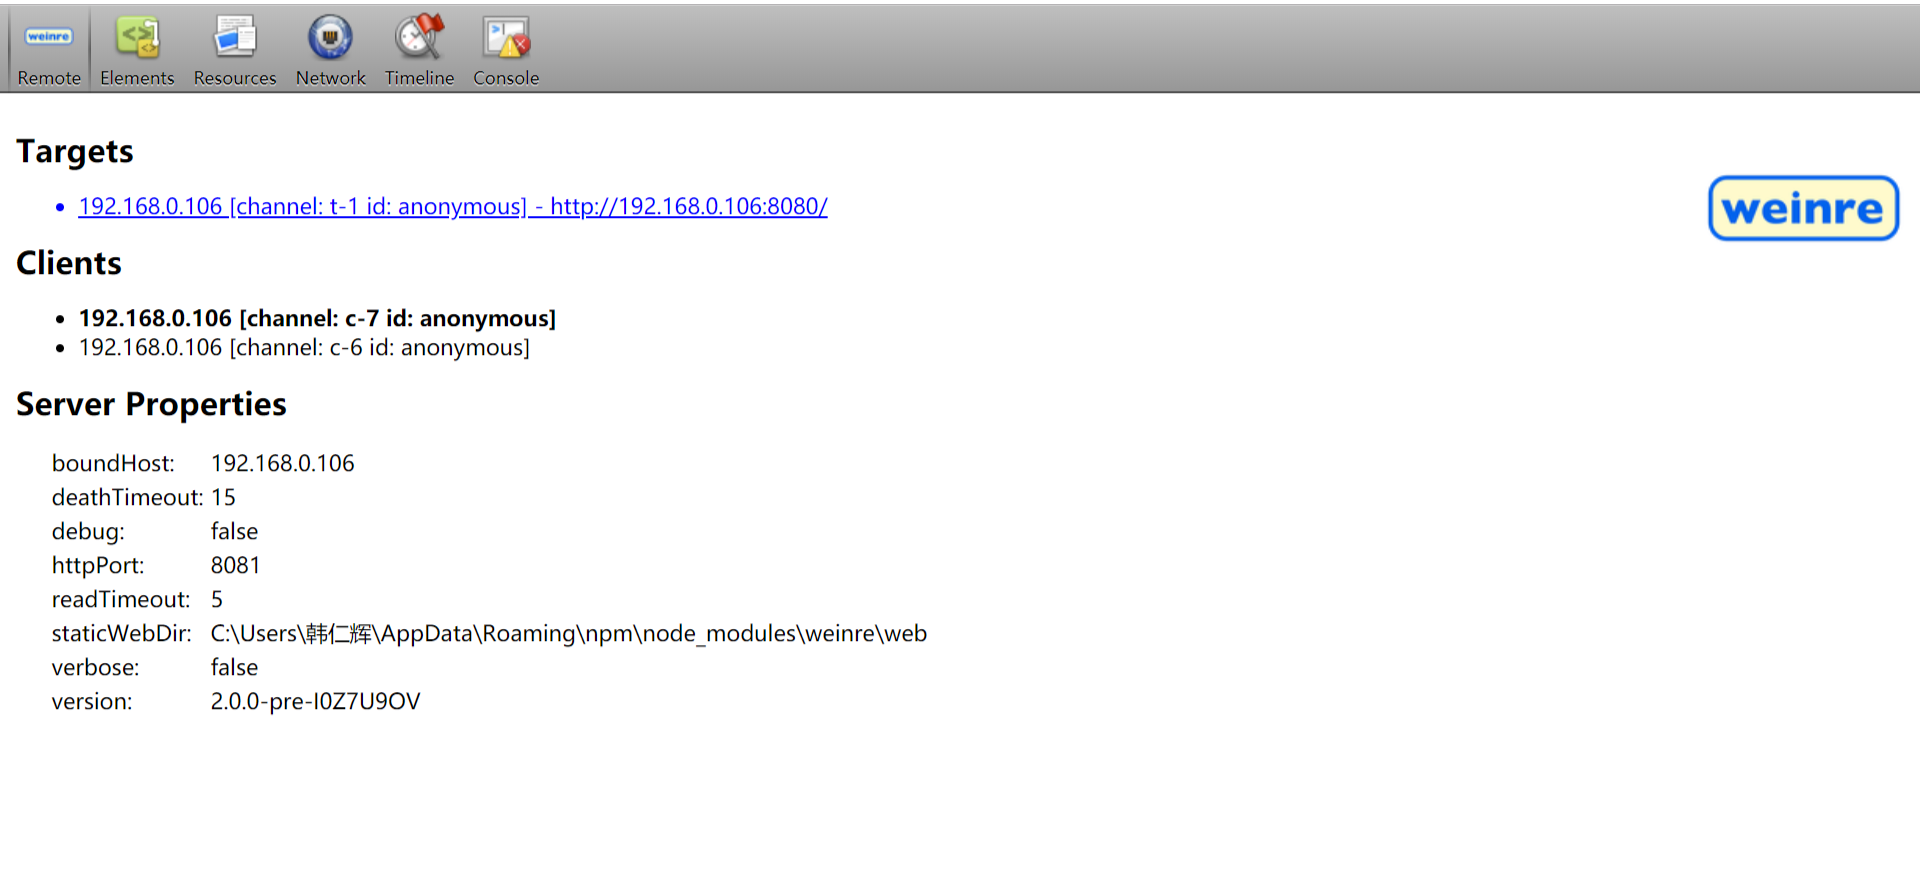 weinre
Remote Elements Resources Network Timeline Console
Targets
192.168.0.106 [channel: t-1 id: anonymous] - http://192.168.0.106:8080/
weinre
Clients
192.168.0.106 [channel: c-7 id: anonymous]
192.168.0.106 [channel: c-6 id: anonymous]
Server Properties
boundHost: 192.168.0.106
deathTimeout: 15
debug: false
httpPort: 8081
readTimeout: 5
staticWebDir: C:\Users\韩仁辉\AppData\Roaming\npm\node_modules\weinre\web
verbose: false
version: 2.0.0-pre-I0Z7U9OV